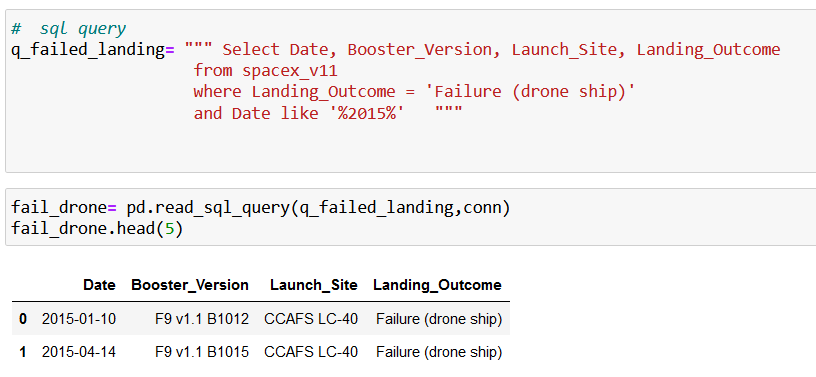 # sql query
q_failed_landing= """ Select Date, Booster_Version, Launch_Site, Landing_Outcome
from spacex_v11
where Landing_Outcome = 'Failure (drone ship)'
and Date like '%2015%' """
fail_drone= pd.read_sql_query(q_failed_landing,conn)
fail_drone.head(5)
Date Booster_Version Launch_Site Landing_Outcome
0 2015-01-10 F9 v1.1 B1012 CCAFS LC-40 Failure (drone ship)
1 2015-04-14 F9 v1.1 B1015 CCAFS LC-40 Failure (drone ship)